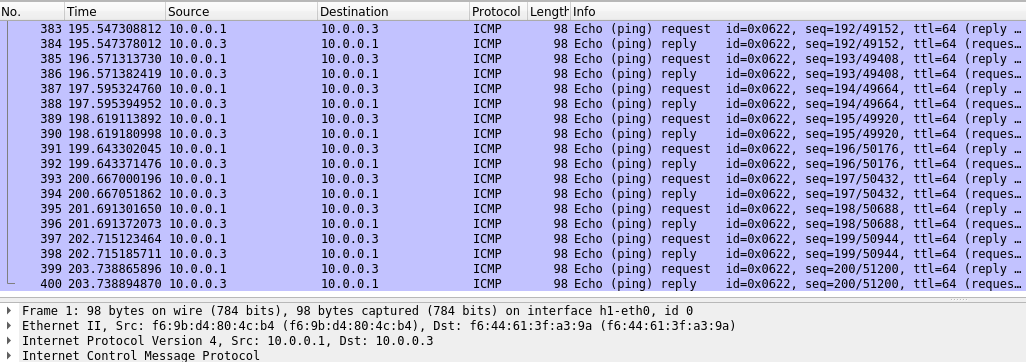 No. Time Source Destination Protocol Length Info
383 195.547308812 10.0.0.1 10.0.0.3 ICMP 98 Echo (ping) request id=0x0622, seq=192/49152, ttl=64 (reply …
384 195.547378012 10.0.0.3 10.0.0.1 ICMP 98 Echo (ping) reply id=0x0622, seq=192/49152, ttl=64 (reques…
385 196.571313730 10.0.0.1 10.0.0.3 ICMP 98 Echo (ping) request id=0x0622, seq=193/49408, ttl=64 (reply …
386 196.571382419 10.0.0.3 10.0.0.1 ICMP 98 Echo (ping) reply id=0x0622, seq=193/49408, ttl=64 (reques…
387 197.595324760 10.0.0.1 10.0.0.3 ICMP 98 Echo (ping) request id=0x0622, seq=194/49664, ttl=64 (reply …
388 197.595394952 10.0.0.3 10.0.0.1 ICMP 98 Echo (ping) reply id=0x0622, seq=194/49664, ttl=64 (reques…
389 198.619113892 10.0.0.1 10.0.0.3 ICMP 98 Echo (ping) request id=0x0622, seq=195/49920, ttl=64 (reply …
390 198.619180998 10.0.0.3 10.0.0.1 ICMP 98 Echo (ping) reply id=0x0622, seq=195/49920, ttl=64 (reques…
391 199.643302045 10.0.0.1 10.0.0.3 ICMP 98 Echo (ping) request id=0x0622, seq=196/50176, ttl=64 (reply …
392 199.643371476 10.0.0.3 10.0.0.1 ICMP 98 Echo (ping) reply id=0x0622, seq=196/50176, ttl=64 (reques…
393 200.667000196 10.0.0.1 10.0.0.3 ICMP 98 Echo (ping) request id=0x0622, seq=197/50432, ttl=64 (reply …
394 200.667051862 10.0.0.3 10.0.0.1 ICMP 98 Echo (ping) reply id=0x0622, seq=197/50432, ttl=64 (reques…
395 201.691301650 10.0.0.1 10.0.0.3 ICMP 98 Echo (ping) request id=0x0622, seq=198/50688, ttl=64 (reply …
396 201.691372073 10.0.0.3 10.0.0.1 ICMP 98 Echo (ping) reply id=0x0622, seq=198/50688, ttl=64 (reques…
397 202.715123464 10.0.0.1 10.0.0.3 ICMP 98 Echo (ping) request id=0x0622, seq=199/50944, ttl=64 (reply …
398 202.715185711 10.0.0.3 10.0.0.1 ICMP 98 Echo (ping) reply id=0x0622, seq=199/50944, ttl=64 (reques…
399 203.738865896 10.0.0.1 10.0.0.3 ICMP 98 Echo (ping) request id=0x0622, seq=200/51200, ttl=64 (reply …
400 203.738894870 10.0.0.3 10.0.0.1 ICMP 98 Echo (ping) reply id=0x0622, seq=200/51200, ttl=64 (reques…
Frame 1: 98 bytes on wire (784 bits), 98 bytes captured (784 bits) on interface h1-eth0, id 0
Ethernet II, Src: f6:9b:d4:80:4c:b4 (f6:9b:d4:80:4c:b4), Dst: f6:44:61:3f:a3:9a (f6:44:61:3f:a3:9a)
Internet Protocol Version 4, Src: 10.0.0.1, Dst: 10.0.0.3
Internet Control Message Protocol